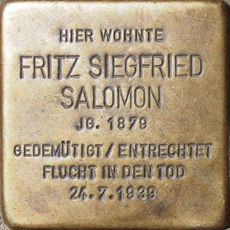 HIER WOHNTE
FRITZ SIEGFRIED
SALOMON
JG. 1879
GEDEMÜTIGT / ENTRECHTET
FLUCHT IN DEN TOD
24.7.1939